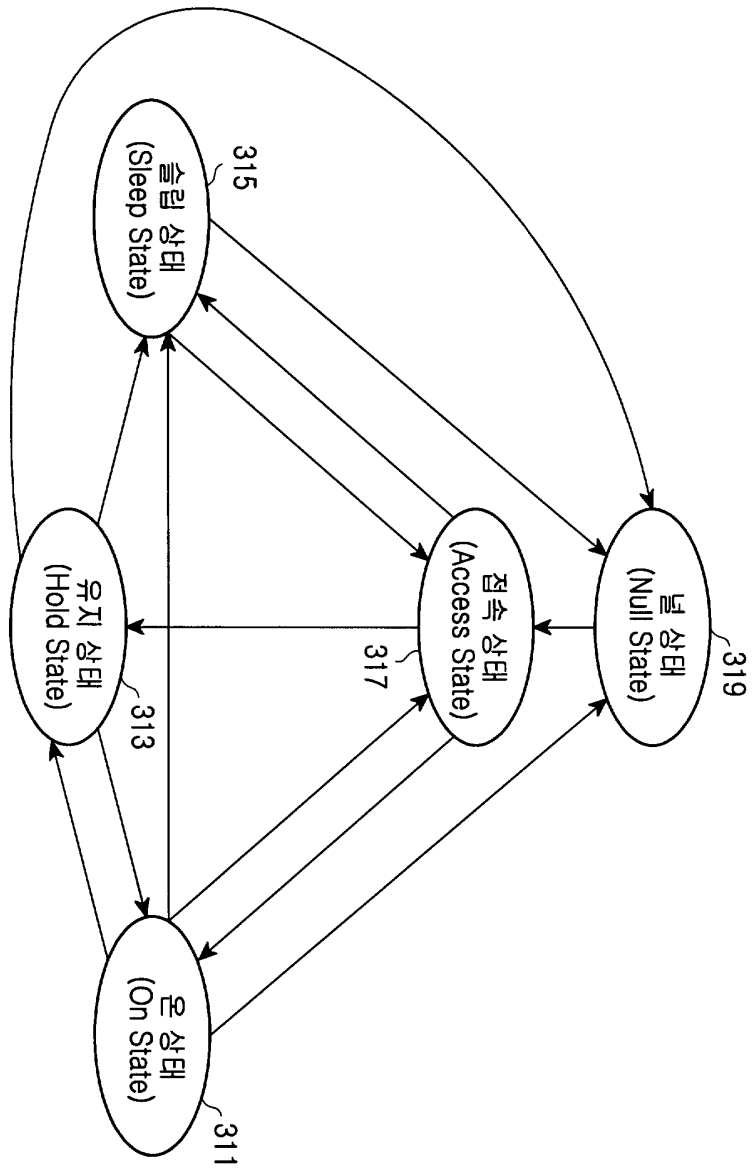 널 상태
(Null State)
319
접속 상태
(Access State)
317
슬립 상태
(Sleep State)
315
유지 상태
(Hold State)
313
온 상태
(On State)
311